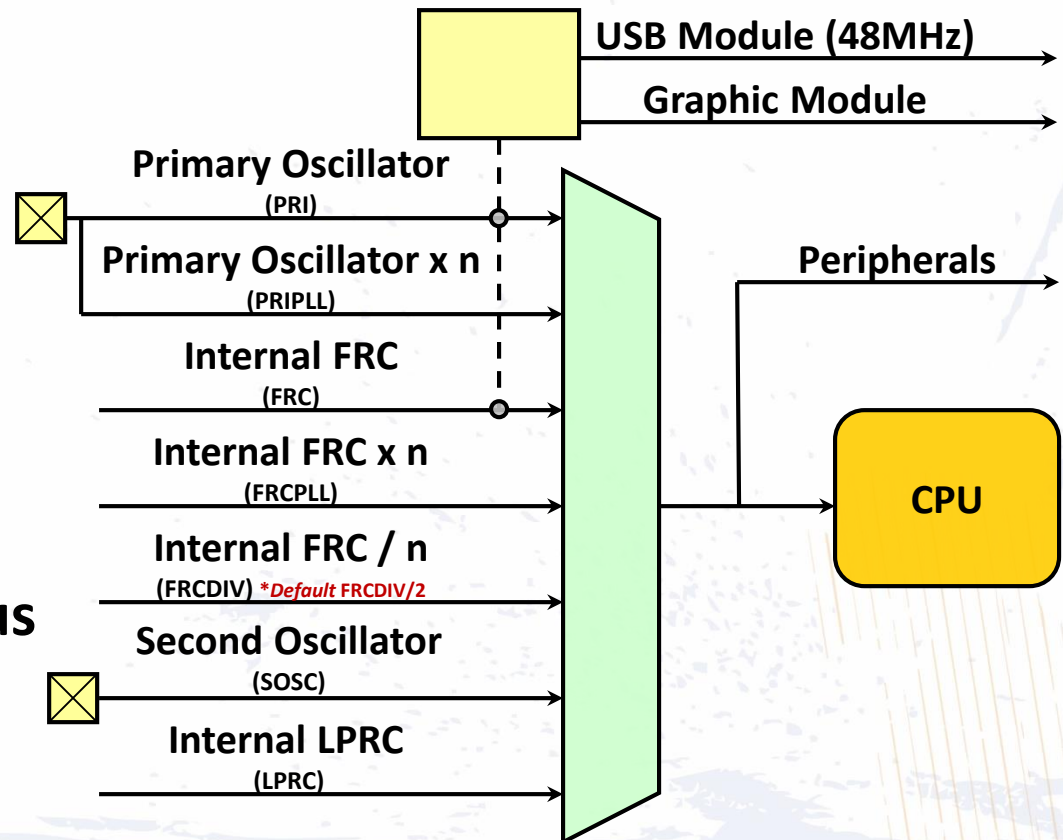 USB Module (48MHz)
Graphic Module
Primary Oscillator
(PRI)
Primary Oscillator x n
(PRIPLL)
Peripherals
Internal FRC
(FRC)
Internal FRC x n
(FRCPLL)
CPU
Internal FRC / n
(FRCDIV) *Default FRCDIV/2
us
Second Oscillator
(SOSC)
Internal LPRC
(LPRC)